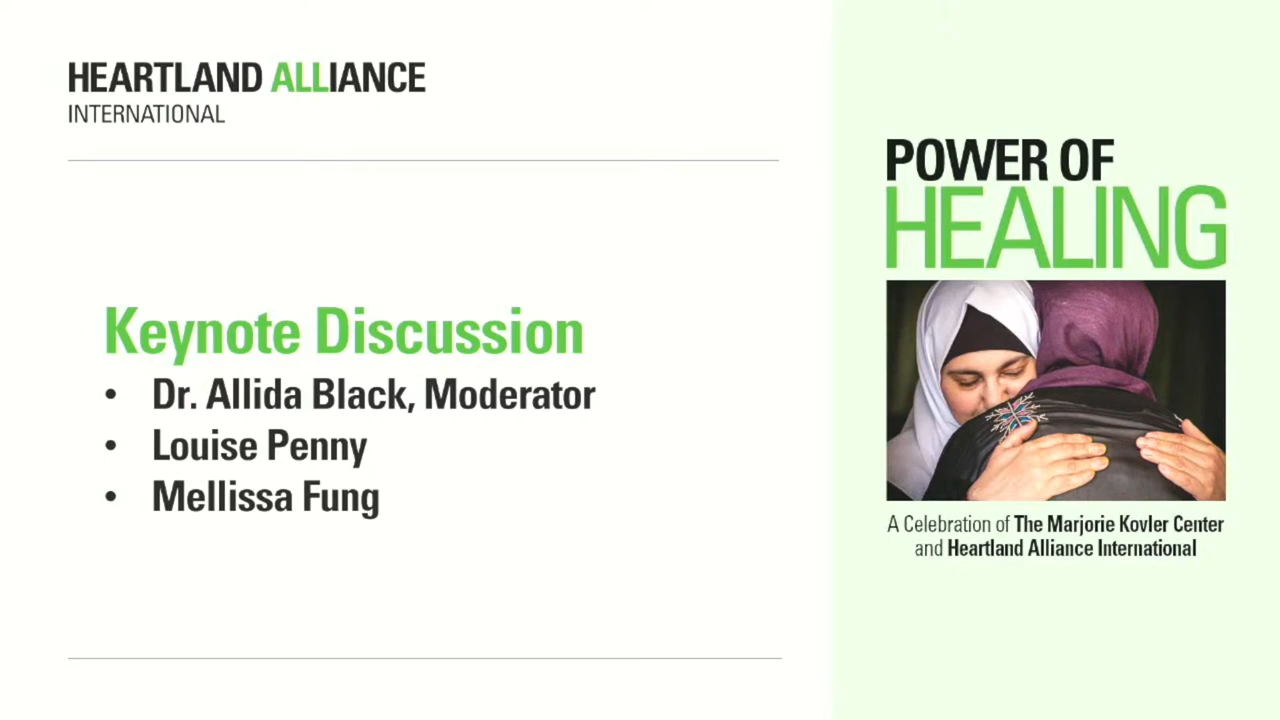 HEARTLAND ALLIANCE
INTERNATIONAL
Keynote Discussion
• Dr. Allida Black, Moderator
• Louise Penny
• Mellissa Fung
POWER OF
HEALING
A Celebration of The Marjorie Kovler Center
and Heartland Alliance International